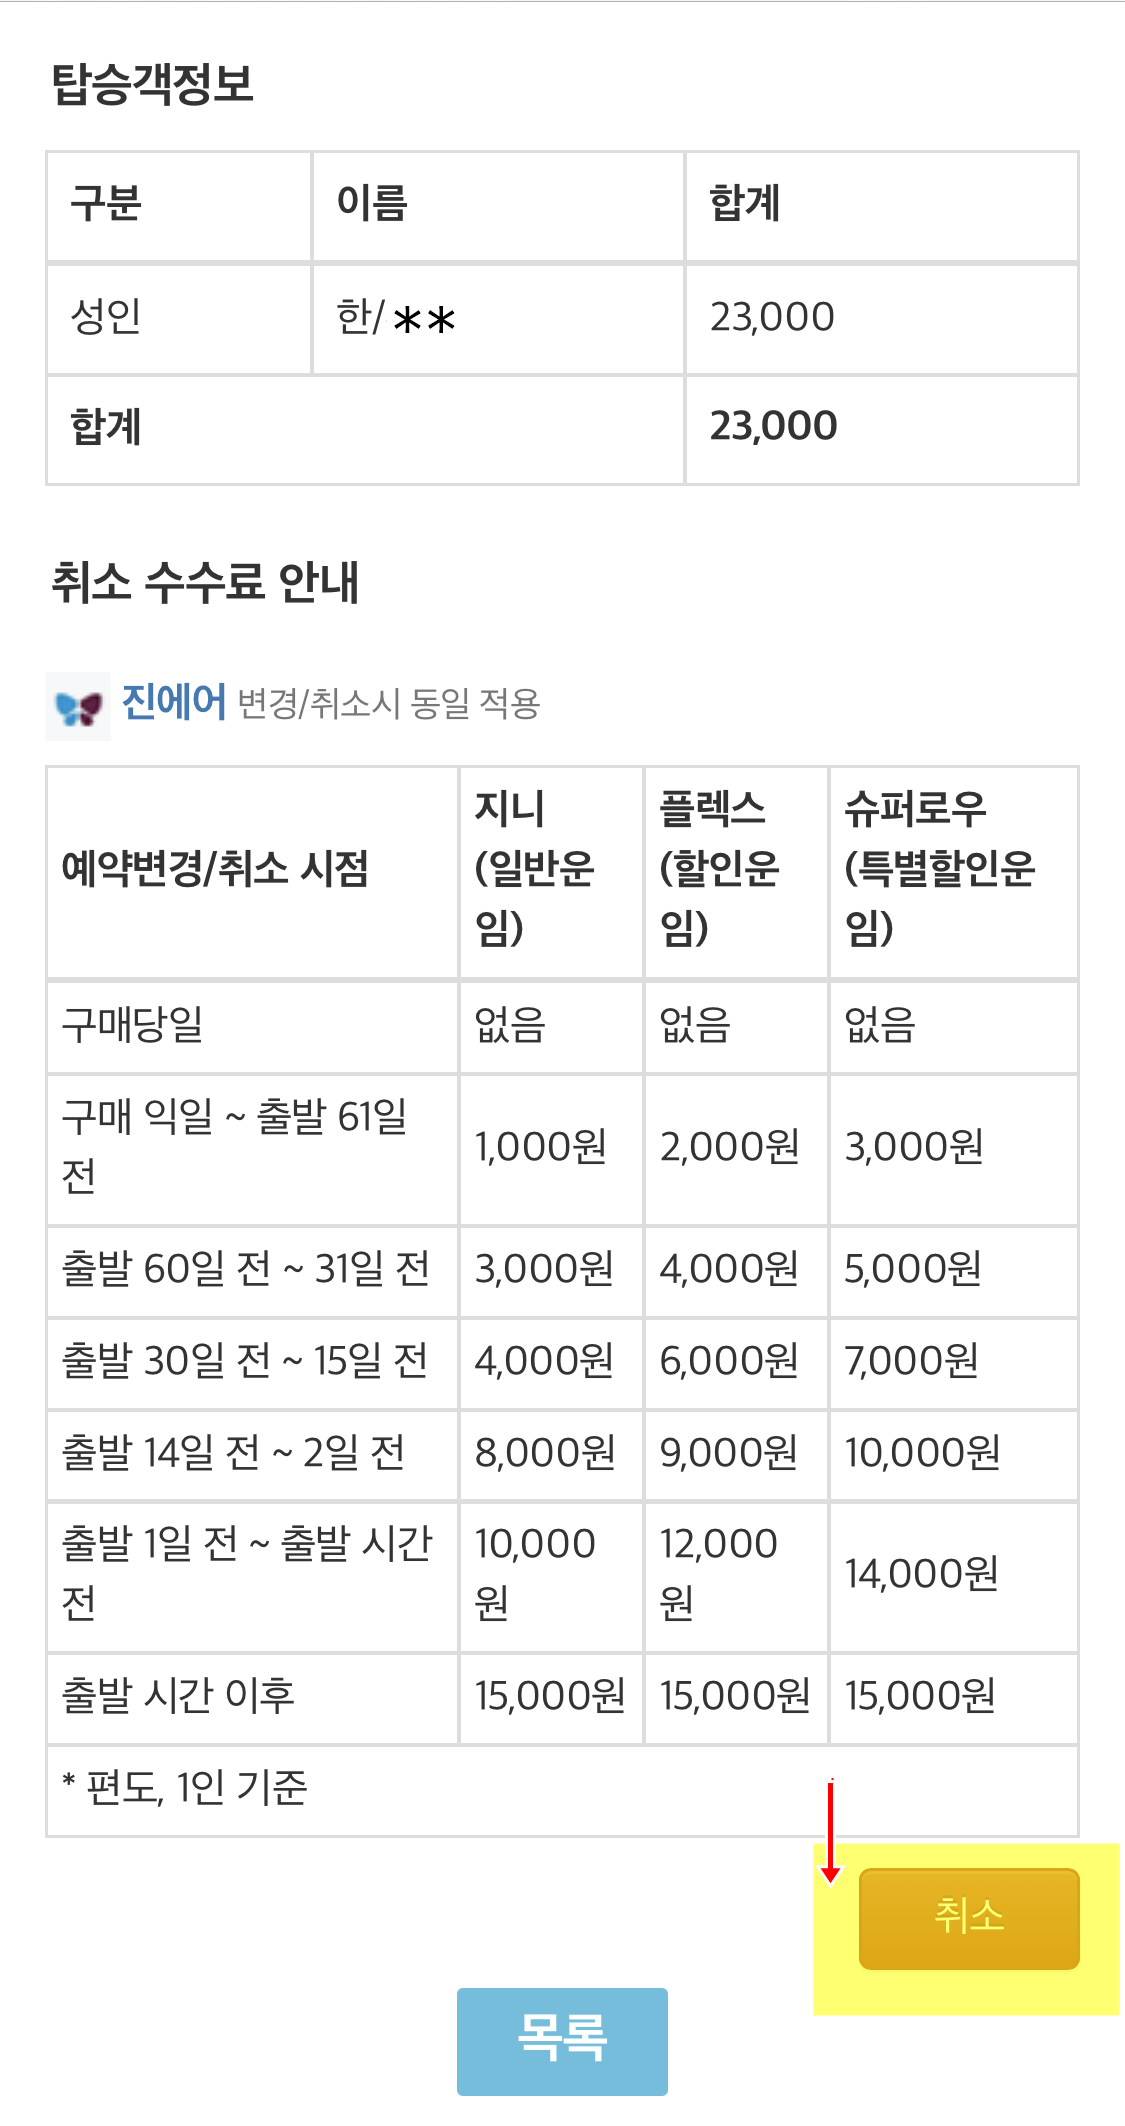 탑승객정보
구분 이름 합계
성인 한/ ** 23,000
합계 23,000
취소 수수료 안내
진에어 변경/취소시 동일 적용
예약변경/취소 시점
지니
(일반운
임)
플렉스
(할인운
임)
슈퍼로우
(특별할인운
임)
구매당일 없음 없음 없음
구매 익일 ~ 출발 61일
전
1,000원 2,000원 3,000원
출발 60일 전 ~ 31일 전 3,000원 4,000원 5,000원
출발 30일 전 ~ 15일 전 4,000원 6,000원 7,000원
출발 14일 전 ~ 2일 전 8,000원 9,000원 10,000원
출발 1일 전 ~ 출발 시간
전
10,000
원
12,000
원
14,000원
출발 시간 이후 15,000원 15,000원 15,000원
* 편도, 1인 기준
취소
목록